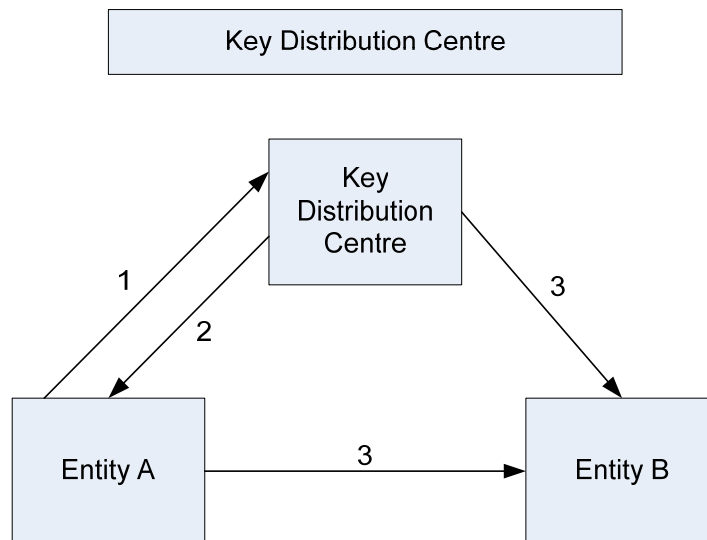 Key Distribution Centre
Key
Distribution
Centre
1
3
2
Entity A
3
Entity B